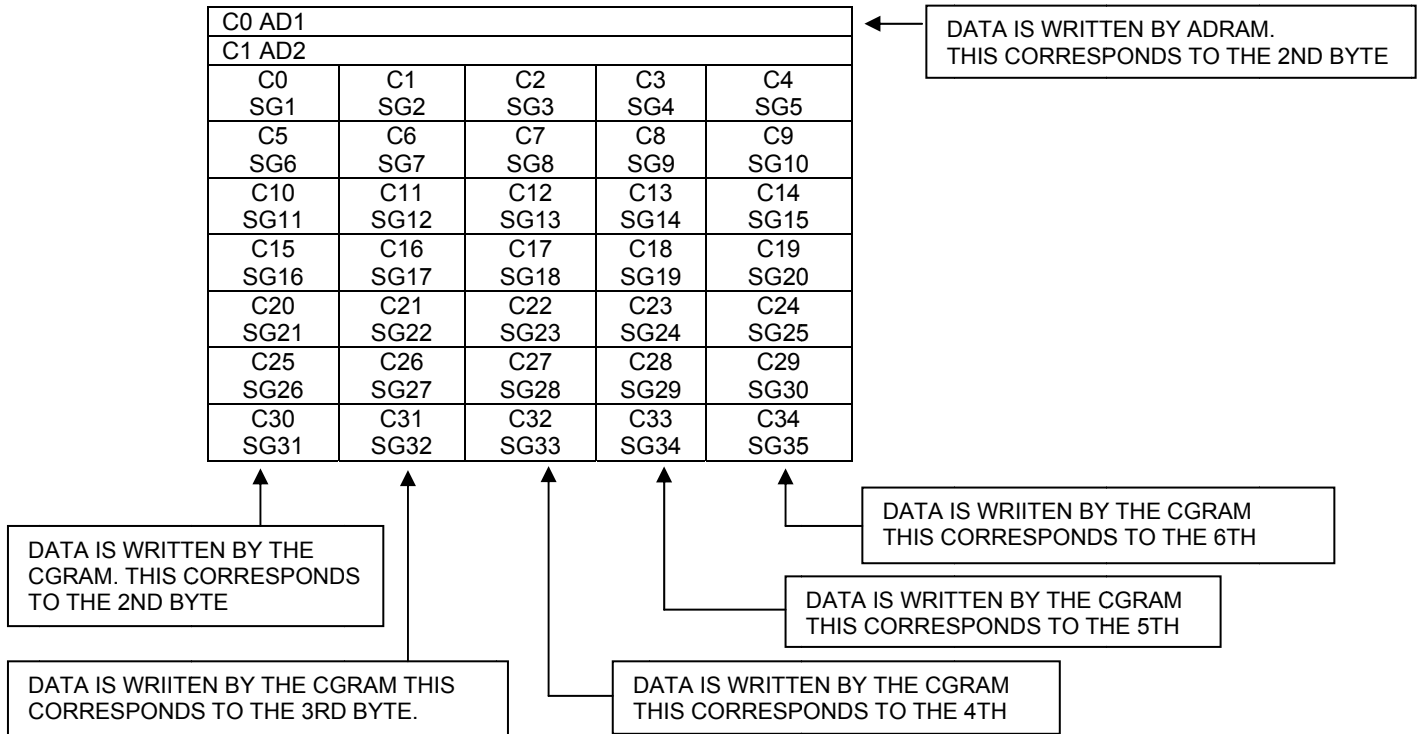 C0 AD1
DATA IS WRITTEN BY ADRAM.
THIS CORRESPONDS TO THE 2ND BYTE
C1 AD2
C0 C1 C2 C3 C4
SG1 SG2 SG3 SG4 SG5
C5 C6 C7 C8 C9
SG6 SG7 SG8 SG9 SG10
C10 C11 C12 C13 C14
SG11 SG12 SG13 SG14 SG15
C15 C16 C17 C18 C19
SG16 SG17 SG18 SG19 SG20
C20 C21 C22 C23 C24
SG21 SG22 SG23 SG24 SG25
C25 C26 C27 C28 C29
SG26 SG27 SG28 SG29 SG30
C30 C31 C32 C33 C34
SG31 SG32 SG33 SG34 SG35
DATA IS WRIITEN BY THE CGRAM
THIS CORRESPONDS TO THE 6TH
DATA IS WRITTEN BY THE
CGRAM. THIS CORRESPONDS
TO THE 2ND BYTE
DATA IS WRITTEN BY THE CGRAM
THIS CORRESPONDS TO THE 5TH
DATA IS WRIITEN BY THE CGRAM THIS
CORRESPONDS TO THE 3RD BYTE.
DATA IS WRITTEN BY THE CGRAM
THIS CORRESPONDS TO THE 4TH